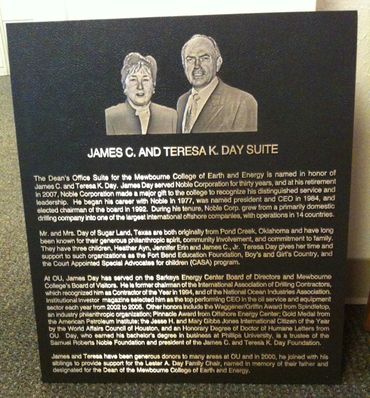 JAMES C. AND TERESA K. DAY SUITE
The Dean's Office Suite for the Mewbourne College of Earth and Energy is named in honor of
James C. and Teresa K. Day. James Day served Noble Corporation for thirty years, and at his retirement
in 2007, Noble Corporation made a major gift to the college to recognize his distinguished service and
leadership. He began his career with Noble in 1977, was named president and CEO in 1984, and
elected chairman of the board in 1992. During his tenure, Noble Corp. grew from a primarily domestic
drilling company into one of the largest international offshore companies, with operations in 14 countries.
Mr. and Mrs. Day of Sugar Land, Texas are both originally from Pond Creek, Oklahoma and have long
been known for their generous philanthropic spirit, community involvement, and commitment to family.
They have three children, Heather Ayn, Jennifer Erin and James C., Jr. Teresa Day gives her time and
support to such organizations as the Fort Bend Education Foundation, Boy's and Girl's Country, and
the Court Appointed Special Advocates for children (CASA) program.
At OU, James Day has served on the Sarkeys Energy Center Board of Directors and Mewbourne
College's Board of Visitors. He is former chairman of the International Association of Drilling Contractors,
which recognized him as Contractor of the Year in 1994, and of the National Ocean Industries Association.
Institutional Investor magazine selected him as the top performing CEO in the oil service and equipment
sector each year from 2002 to 2005. Other honors include the Waggener/Griffin Award from Spindletop,
an industry philanthropic organization; Pinnacle Award from Offshore Energy Center; Gold Medal from
the American Petroleum Institute; the Jesse H. and Mary Gibbs Jones International Citizen of the Year
by the World Affairs Council of Houston, and an Honorary Degree of Doctor of Humane Letters from
OU. Day, who earned his bachelor's degree in business at Phillips University, is a trustee of the
Samuel Roberts Noble Foundation and president of the James C. and Teresa K. Day Foundation.
James and Teresa have been generous donors to many areas at OU and in 2000, he joined with his
siblings to provide support for the Lester A. Day Family Chair, named in memory of their father and
designated for the Dean of the Mewbourne College of Earth and Energy.